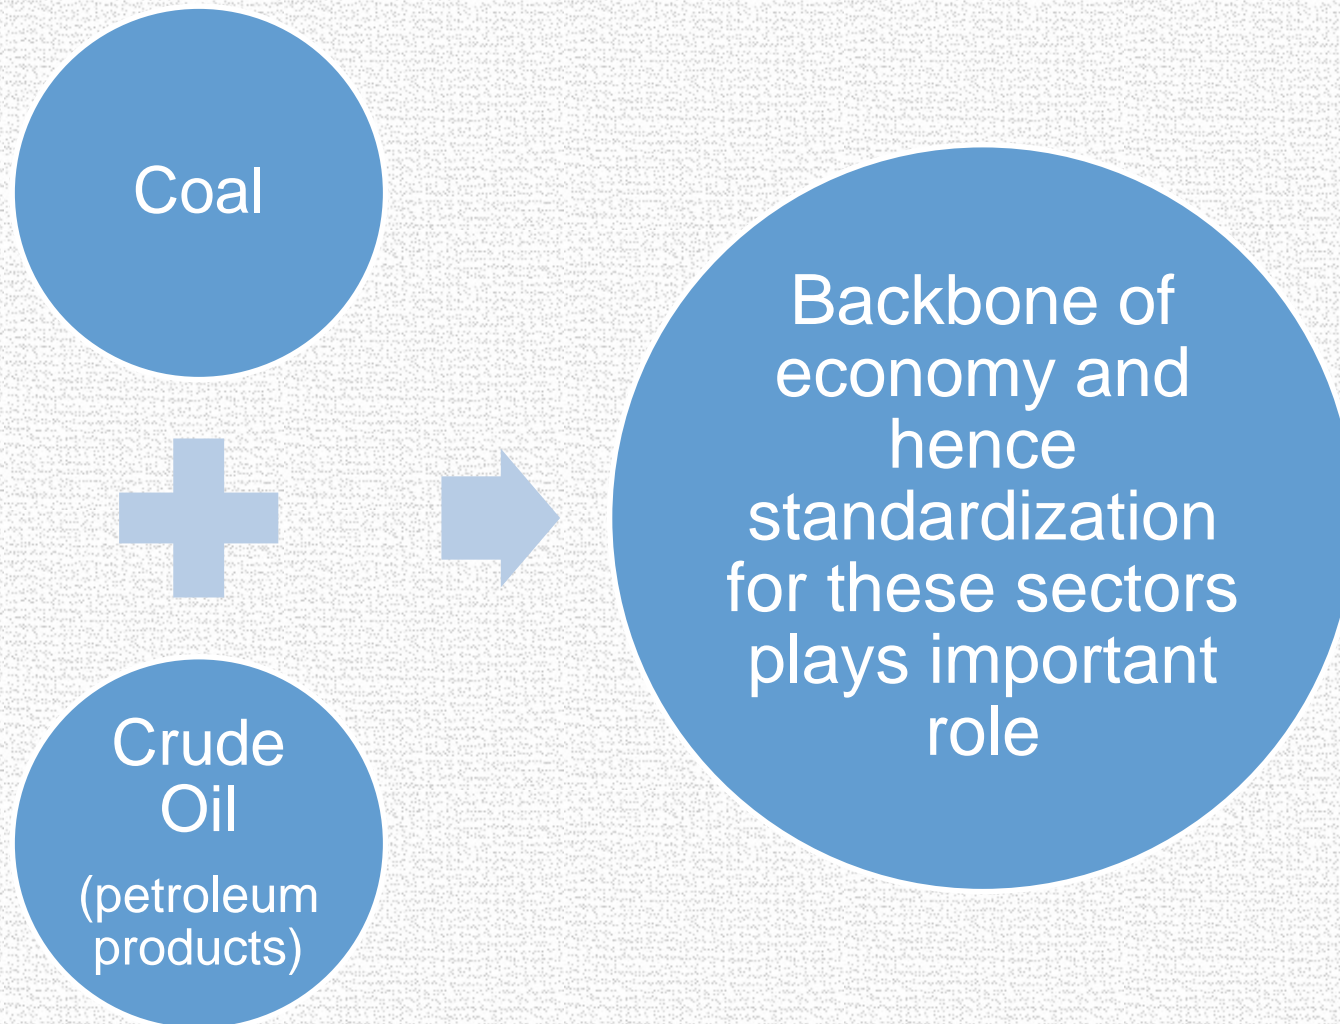 Coal
Crude
Oil
(petroleum
products)
Backbone of
economy and
hence
standardization
for these sectors
plays important
role